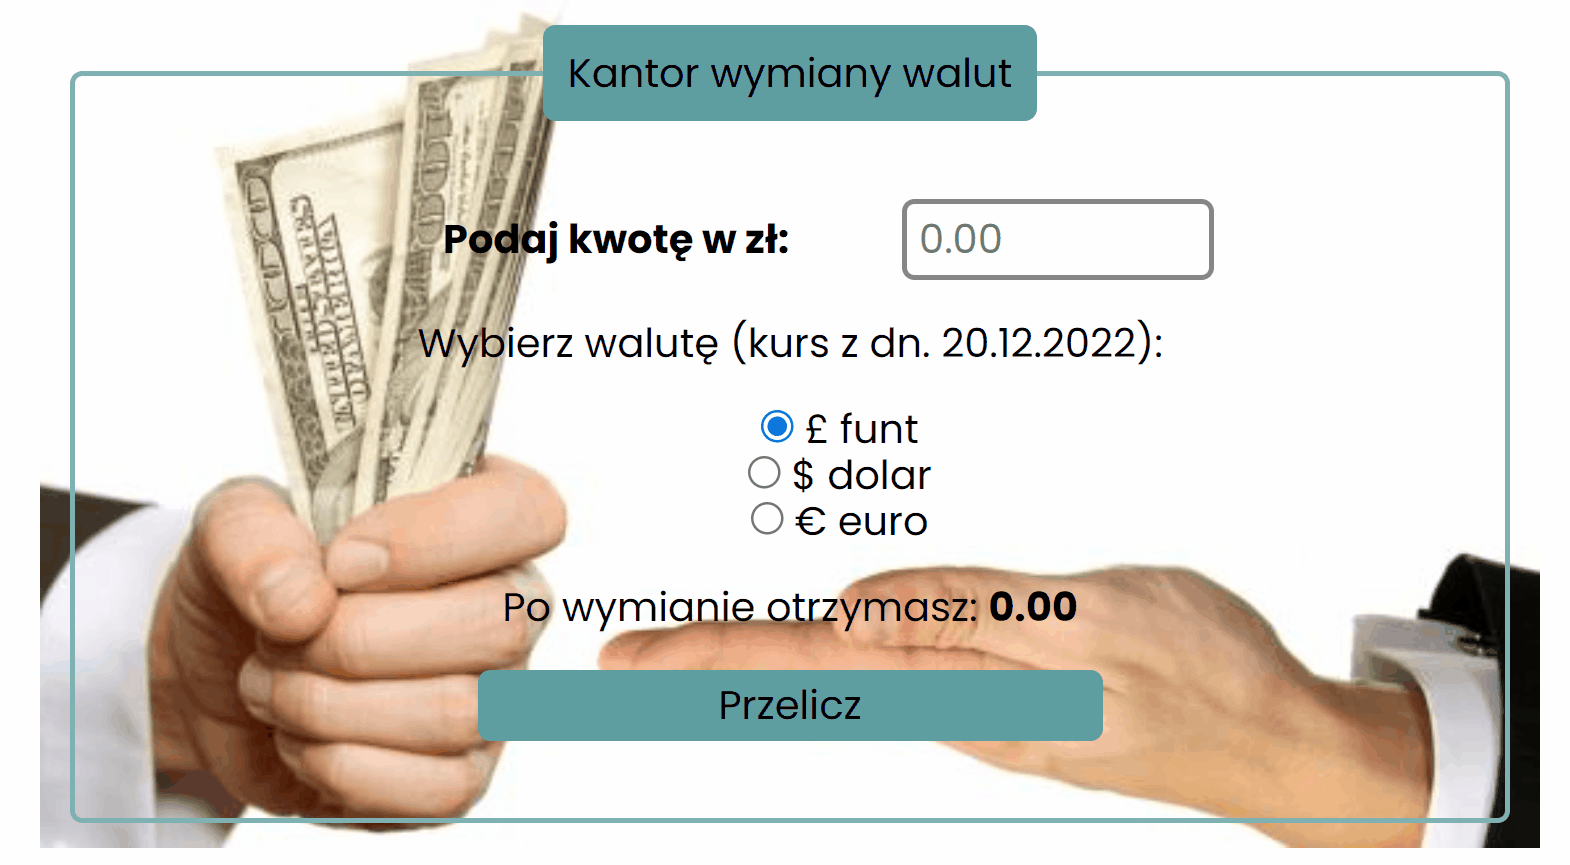 Kantor wymiany walut
Podaj kwotę w zł: 0.00
Wybierz walutę (kurs z dn. 20.12.2022):
£ funt
$ dolar
€ euro
Po wymianie otrzymasz: 0.00
Przelicz